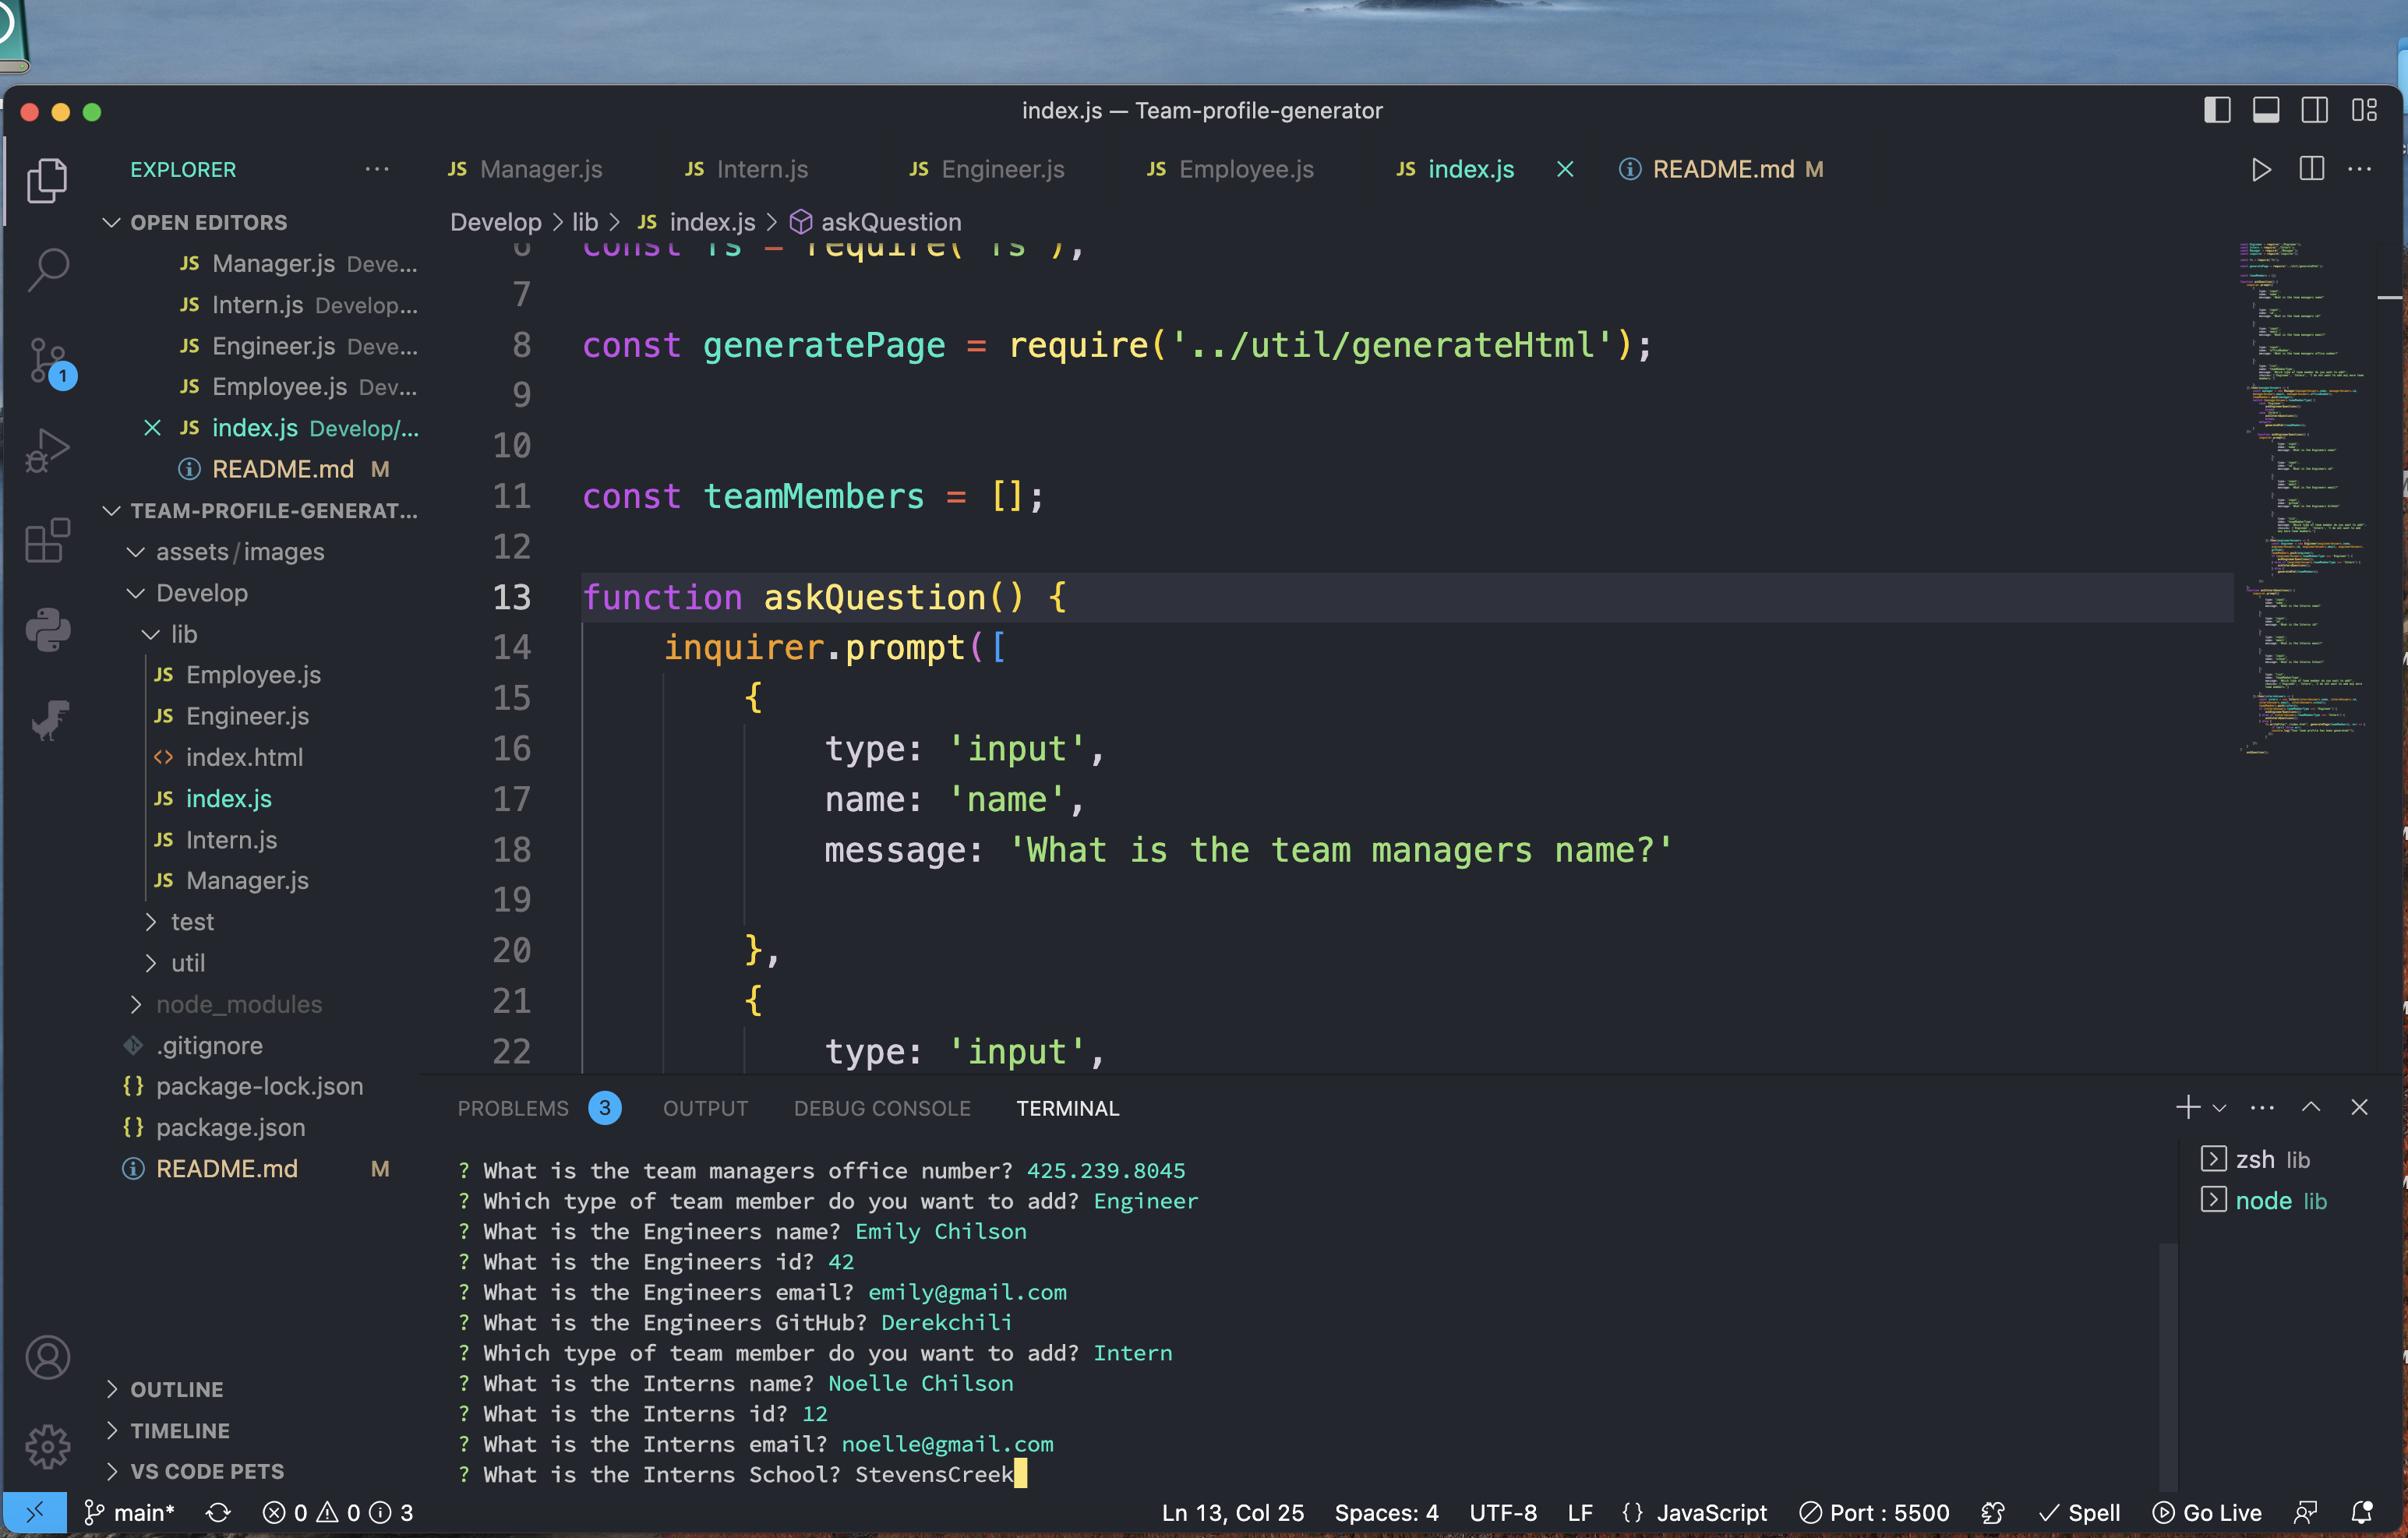 index.js — Team-profile-generator
EXPLORER
JS Manager.js
JS Intern.js
JS Engineer.js
JS Employee.js
JS index.js
README.md M
OPEN EDITORS
JS Manager.js Deve...
JS Intern.js Develop...
JS Engineer.js Deve...
JS Employee.js Dev...
JS index.js Develop/...
README.md M
TEAM-PROFILE-GENERAT...
assets/images
Develop
lib
JS Employee.js
JS Engineer.js
<> index.html
JS index.js
JS Intern.js
JS Manager.js
test
util
node_modules
.gitignore
{} package-lock.json
{} package.json
README.md M
OUTLINE
TIMELINE
VS CODE PETS
1
Develop > lib > JS index.js > askQuestion
6 const fs = require('fs');
7
8 const generatePage = require('../util/generateHtml');
9
10
11 const teamMembers = [];
12
13 function askQuestion() {
14 inquirer.prompt([
15 {
16 type: 'input',
17 name: 'name',
18 message: 'What is the team managers name?'
19
20 },
21 {
22 type: 'input',
PROBLEMS 3 OUTPUT DEBUG CONSOLE TERMINAL
? What is the team managers office number? 425.239.8045
? Which type of team member do you want to add? Engineer
? What is the Engineers name? Emily Chilson
? What is the Engineers id? 42
? What is the Engineers email? emily@gmail.com
? What is the Engineers GitHub? Derekchili
? Which type of team member do you want to add? Intern
? What is the Interns name? Noelle Chilson
? What is the Interns id? 12
? What is the Interns email? noelle@gmail.com
? What is the Interns School? StevensCreek
zsh lib
node lib
main* 0 0 3
Ln 13, Col 25 Spaces: 4 UTF-8 LF {} JavaScript Port : 5500 Spell Go Live